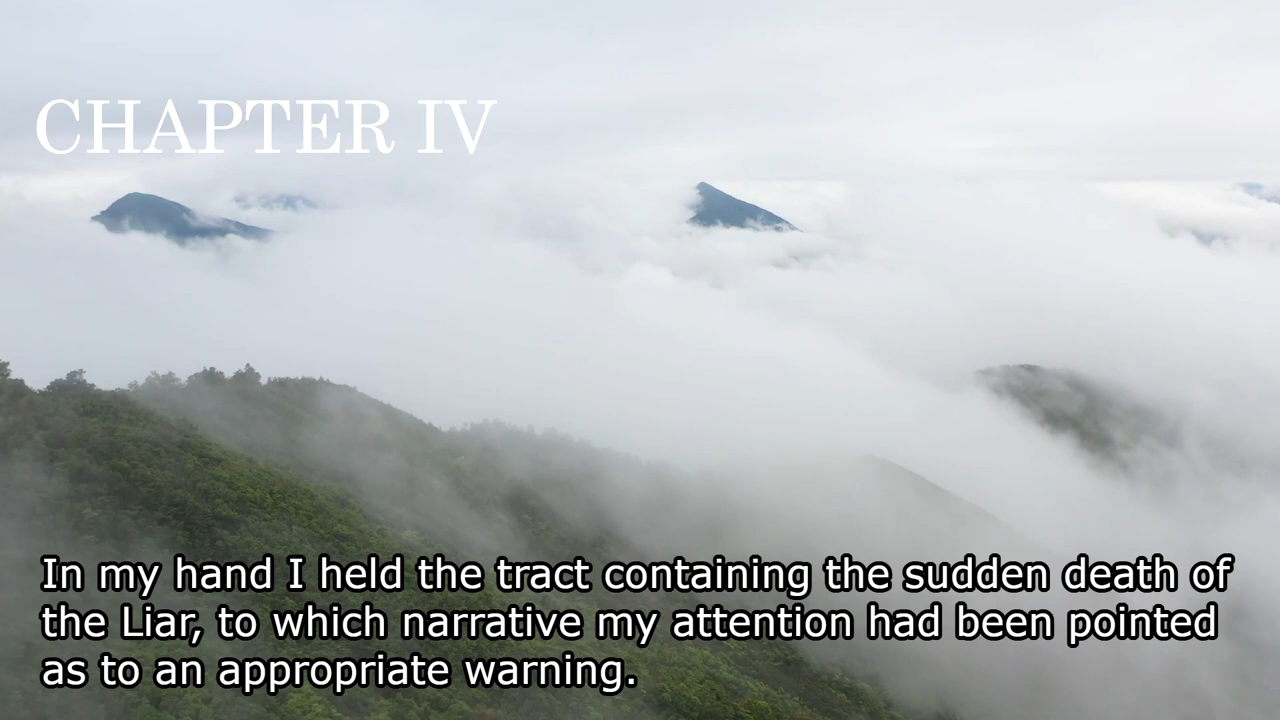 CHAPTER IV
In my hand I held the tract containing the sudden death of
the Liar, to which narrative my attention had been pointed
as to an appropriate warning.